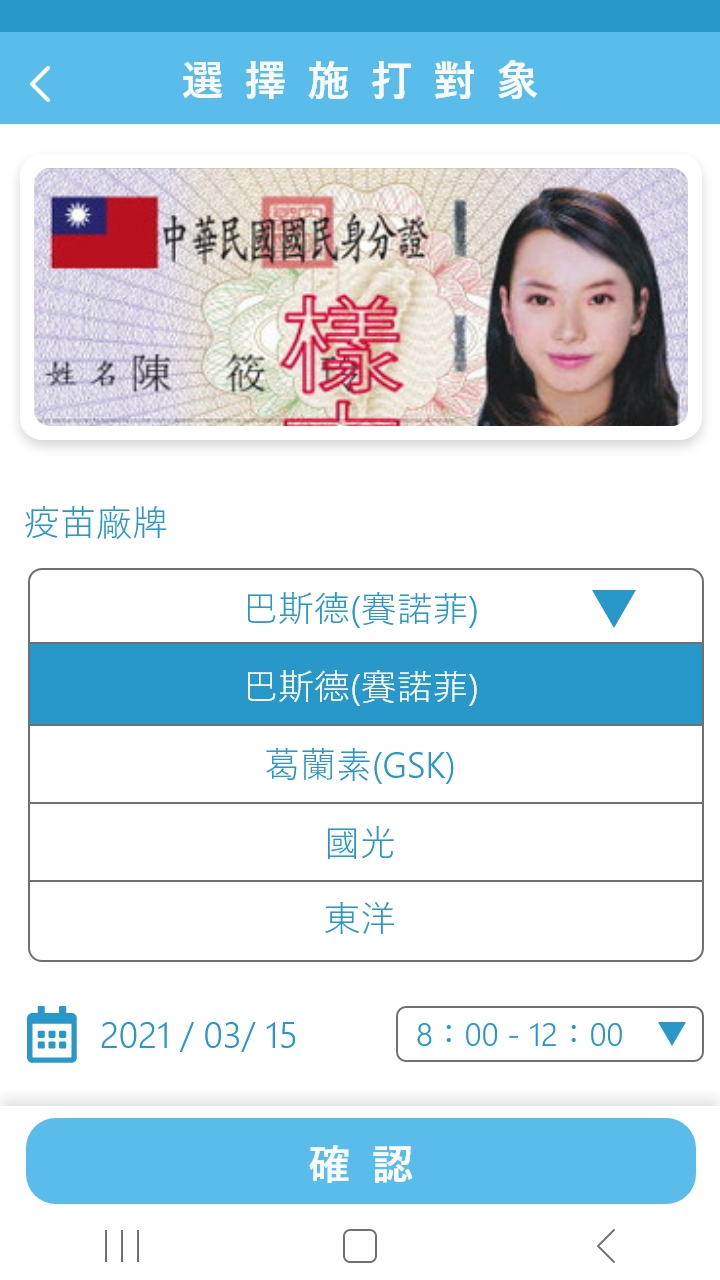 選擇施打對象
中華民國國民身分證
樣
姓名陳 筱
疫苗廠牌
巴斯德(賽諾菲)
巴斯德(賽諾菲)
葛蘭素(GSK)
國光
東洋
2021 / 03/ 15
8：00 - 12：00
確認